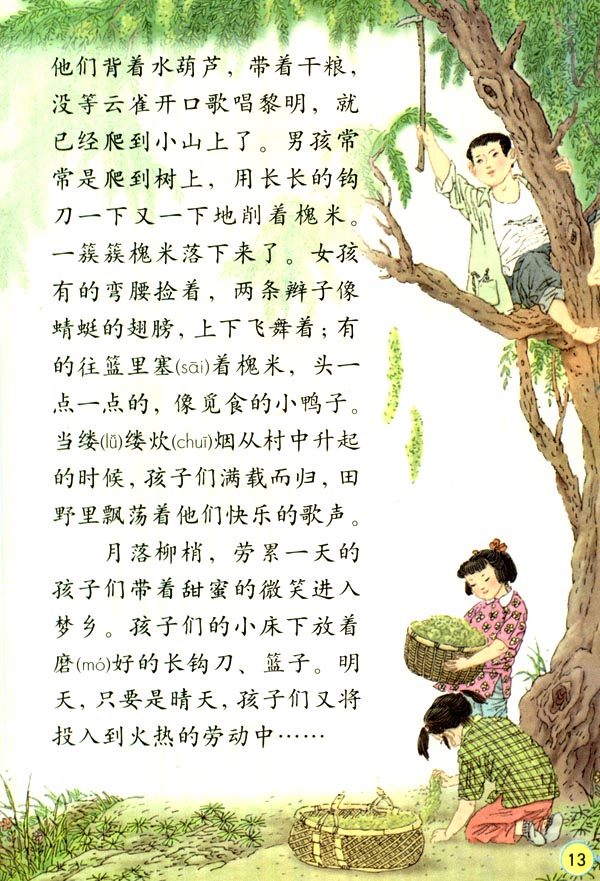 他们背着水葫芦，带着干粮，
没等云雀开口歌唱黎明，就
已经爬到小山上了。男孩常
常是爬到树上，用长长的钩
刀一下又一下地削着槐米。
一簇簇槐米落下来了。女孩
有的弯腰捡着，两条辫子像
蜻蜓的翅膀，上下飞舞着；有
的往篮里塞(sāi)着槐米，头一
点一点的，像觅食的小鸭子。
当缕(lǚ)缕炊(chuī)烟从村中升起
的时候，孩子们满载而归，田
野里飘荡着他们快乐的歌声。
月落柳梢，劳累一天的
孩子们带着甜蜜的微笑进入
梦乡。孩子们的小床下放着
磨(mó)好的长钩刀、篮子。明
天，只要是晴天，孩子们又将
投入到火热的劳动中……
13